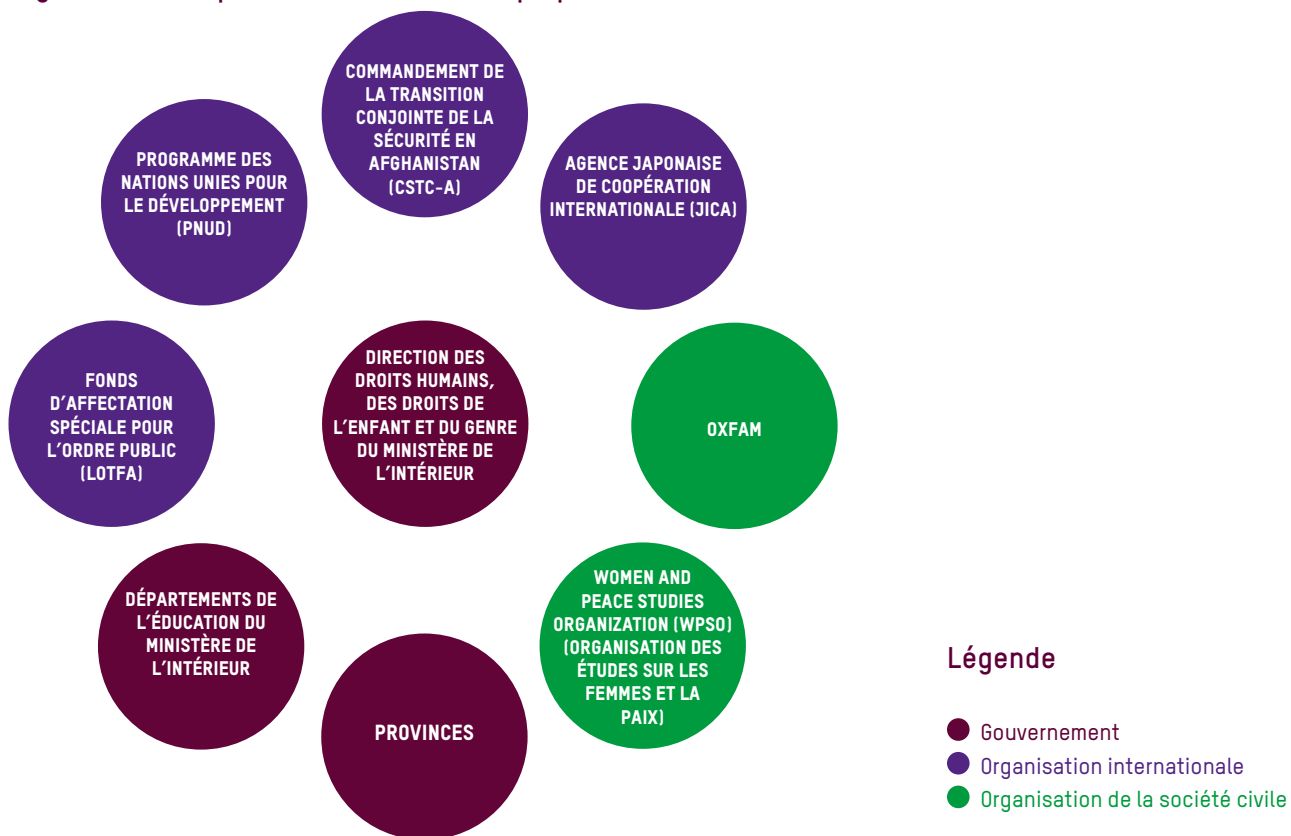 COMMANDEMENT DE
LA TRANSITION
CONJOINTE DE LA
SÉCURITÉ EN
AFGHANISTAN
(CSTC-A)
PROGRAMME DES
NATIONS UNIES POUR
LE DÉVELOPPEMENT
(PNUD)
AGENCE JAPONAISE
DE COOPÉRATION
INTERNATIONALE (JICA)
FONDS
D'AFFECTATION
SPÉCIALE POUR
L'ORDRE PUBLIC
(LOTFA)
DIRECTION DES
DROITS HUMAINS,
DES DROITS DE
L'ENFANT ET DU GENRE
DU MINISTÈRE DE
L'INTÉRIEUR
OXFAM
DÉPARTEMENTS DE
L'ÉDUCATION DU
MINISTÈRE DE
L'INTÉRIEUR
PROVINCES
WOMEN AND
PEACE STUDIES
ORGANIZATION (WPSO)
(ORGANISATION DES
ÉTUDES SUR LES
FEMMES ET LA
PAIX)
Légende
Gouvernement
Organisation internationale
Organisation de la société civile